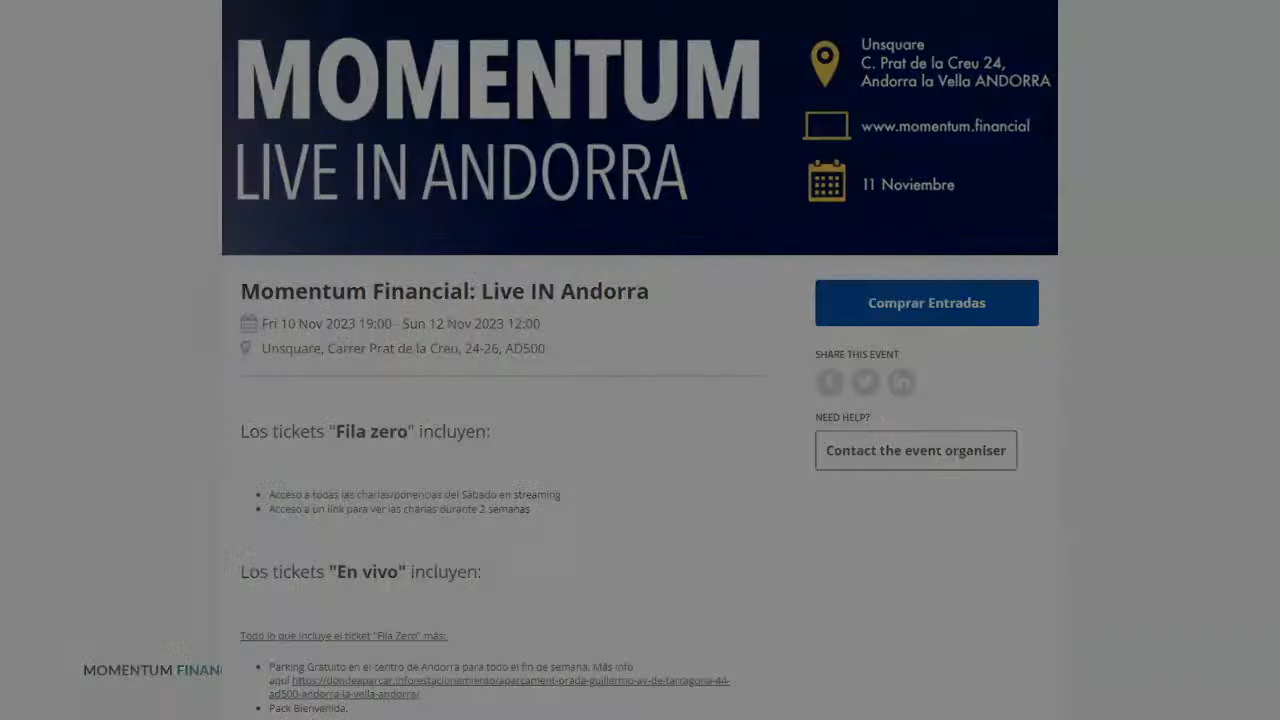 MOMENTUM
LIVE IN ANDORRA
Unsquare
C. Prat de la Creu 24,
Andorra la Vella ANDORRA
www.momentum.financial
11 Noviembre
Momentum Financial: Live IN Andorra
Fri 10 Nov 2023 19:00 - Sun 12 Nov 2023 12:00
Unsquare, Carrer Prat de la Creu, 24-26, AD500
Comprar Entradas
SHARE THIS EVENT
NEED HELP?
Contact the event organiser
Los tickets "Fila zero" incluyen:
• Acceso a todas las charlas/ponencias del Sábado en streaming
• Acceso a un link para ver las charlas durante 2 semanas
Los tickets "En vivo" incluyen:
Todo lo que incluye el ticket "Fila Zero" más:
• Parking Gratuito en el centro de Andorra para todo el fin de semana. Más info
aquí https://dondeaparcar.info/estacionamiento/aparcament-prada-guillermo-av-de-tarragona-44-
ad500-andorra-la-vella-andorra/
• Pack Bienvenida.
MOMENTUM FINAN